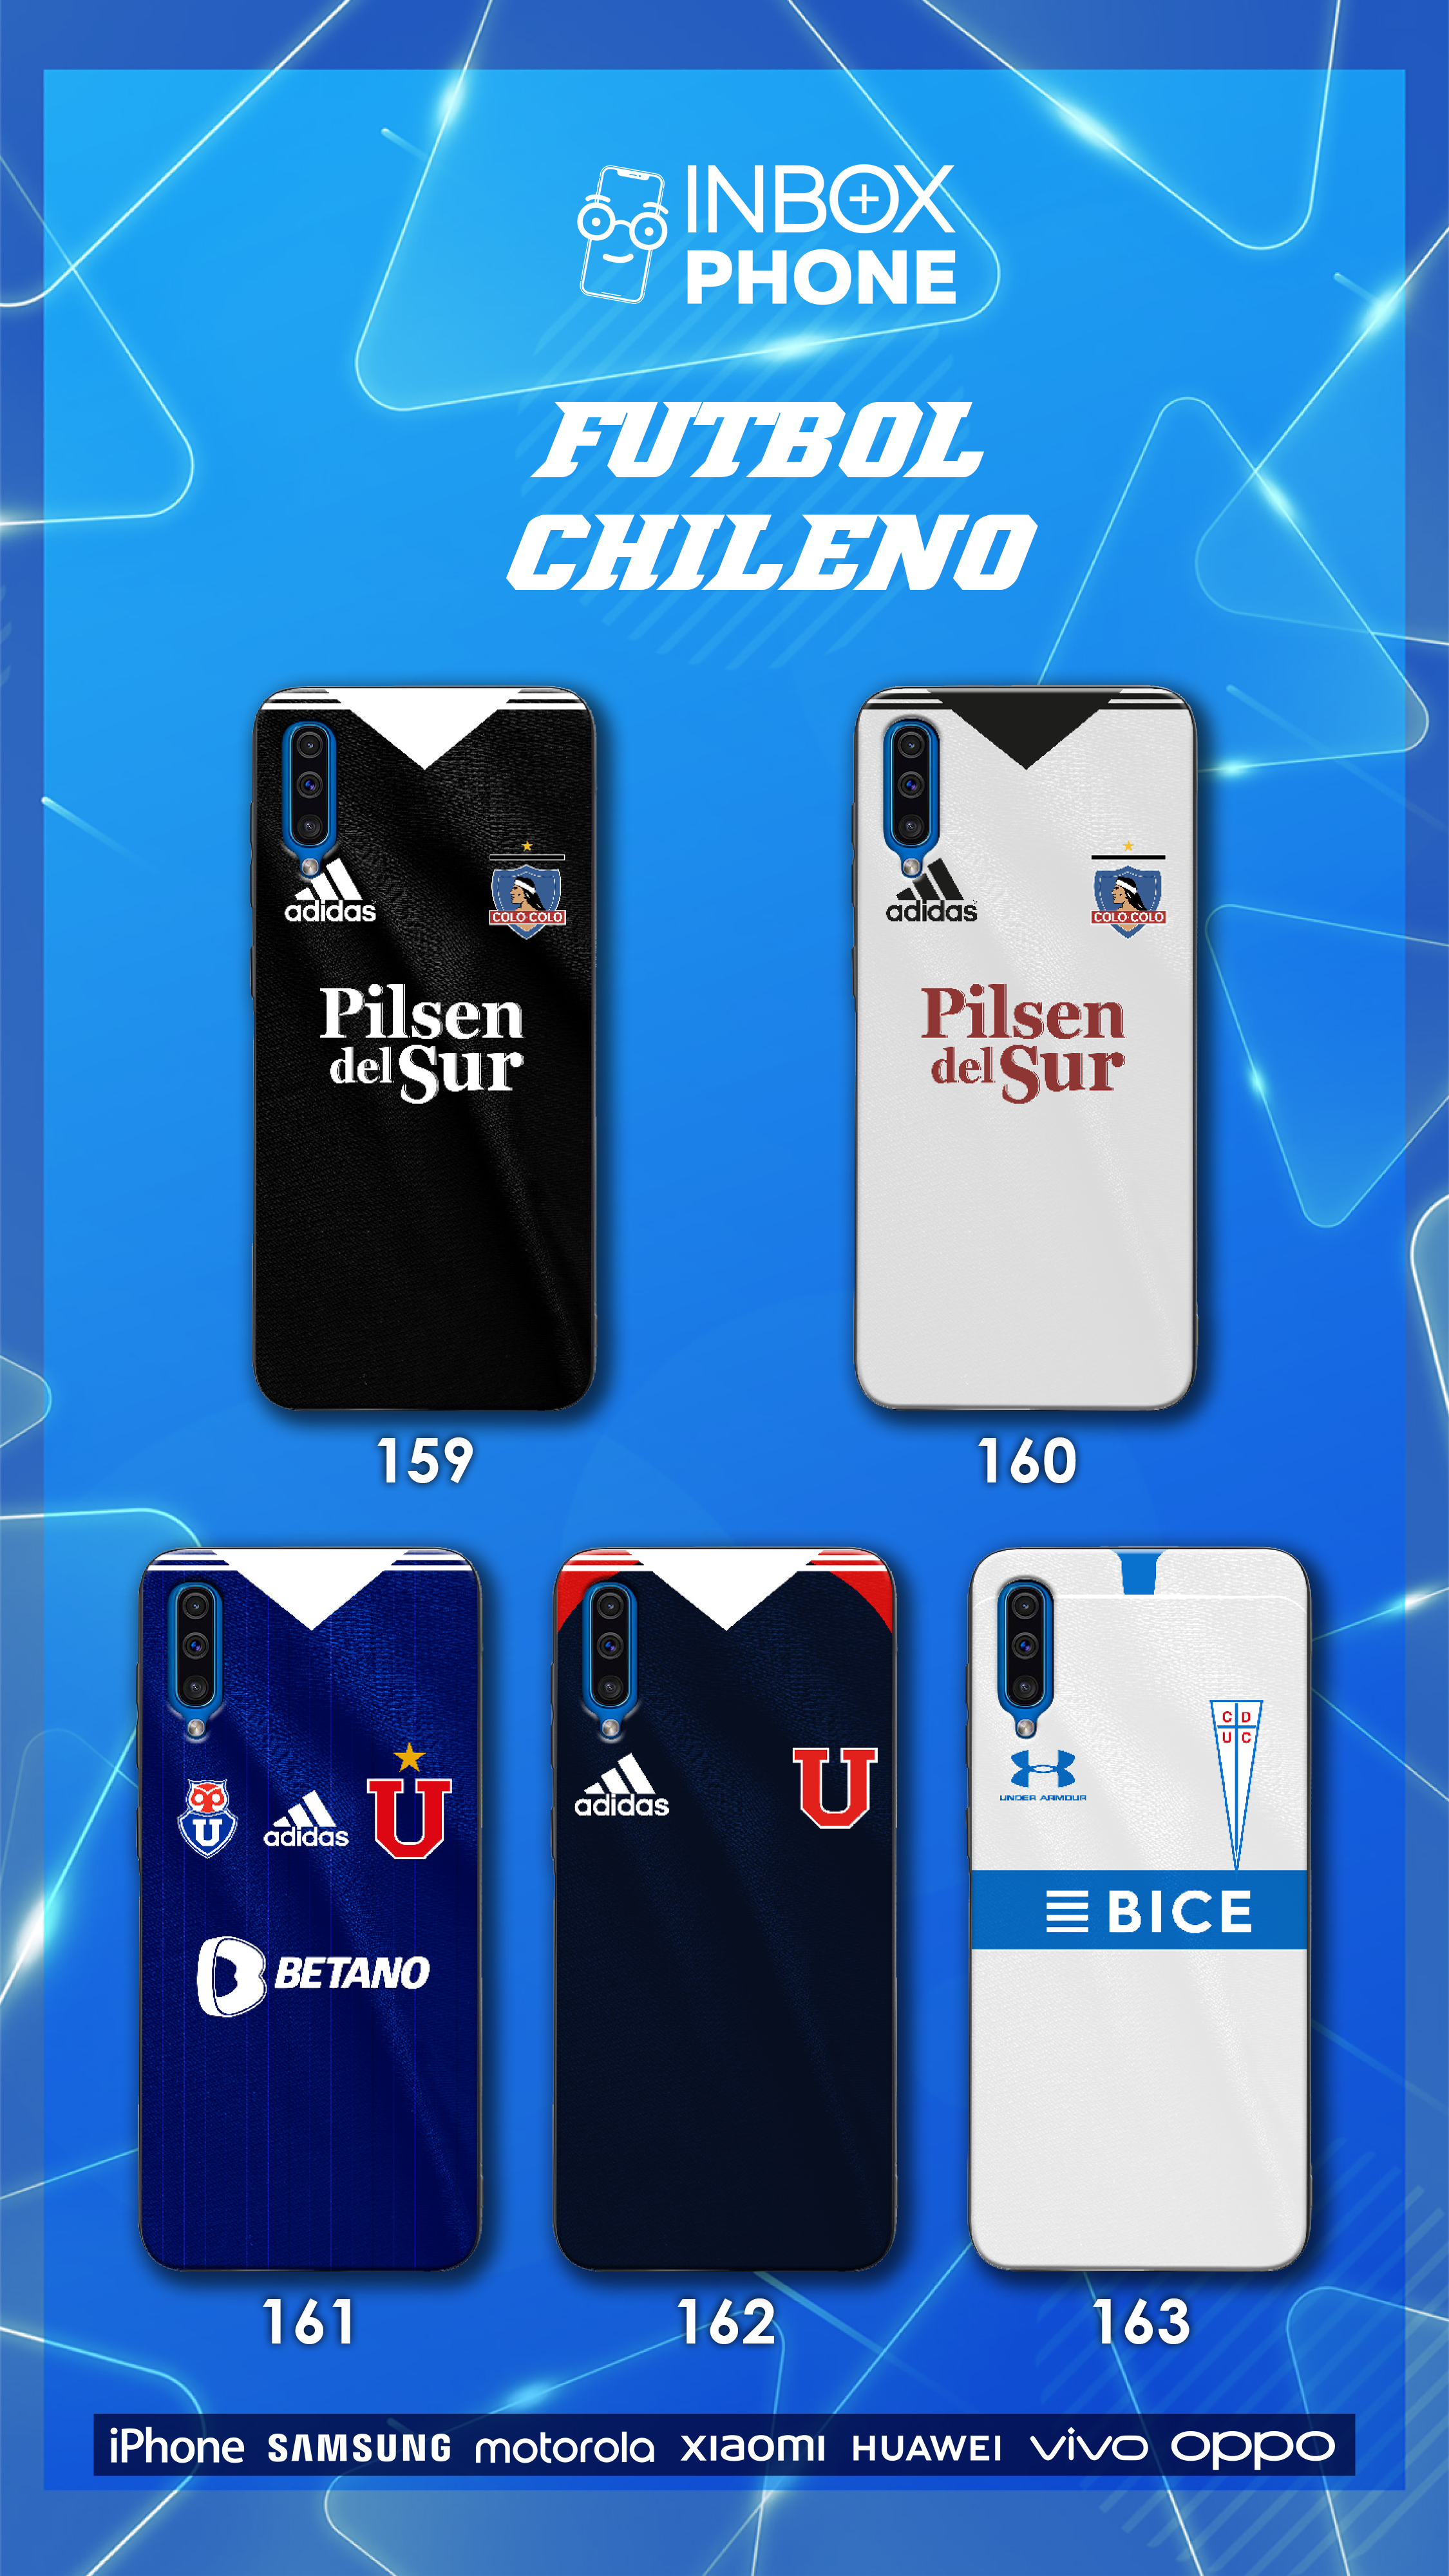 INBOX
PHONE
FUTBOL
CHILENO
adidas
COLO-COLO
Pilsen
del Sur
159
adidas
COLO-COLO
Pilsen
del Sur
160
U
adidas
U
BETANO
161
adidas
U
162
UNDER ARMOUR
C D
U C
BICE
163
iPhone SAMSUNG motorola xiaomi HUAWEI vivo oppo